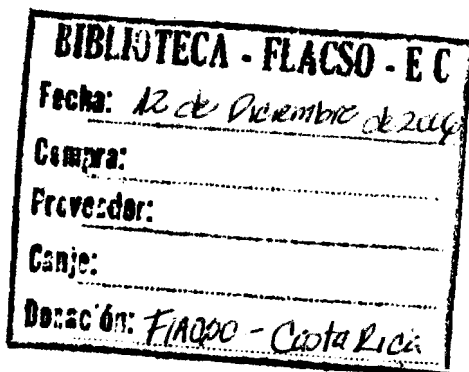 BIBLIOTECA - FLACSO - E C
Fecha: 12 de Diciembre de 2006
Compra:
Proveedor:
Canje:
Donación: FLACSO - Costa Rica